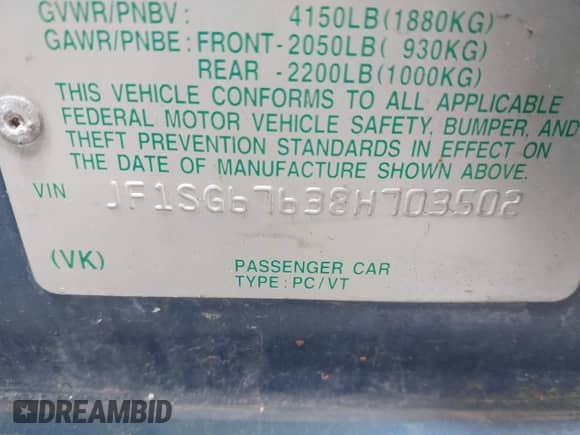 GVWR/PNBV : 4150LB(1880KG)
GAWR/PNBE : FRONT-2050LB( 930KG)
REAR -2200LB(1000KG)
THIS VEHICLE CONFORMS TO ALL APPLICABLE
FEDERAL MOTOR VEHICLE SAFETY, BUMPER, AND
THEFT PREVENTION STANDARDS IN EFFECT ON
THE DATE OF MANUFACTURE SHOWN ABOVE.
VIN JF1SG67638H703502
(VK) PASSENGER CAR
TYPE : PC/VT
DREAMBID